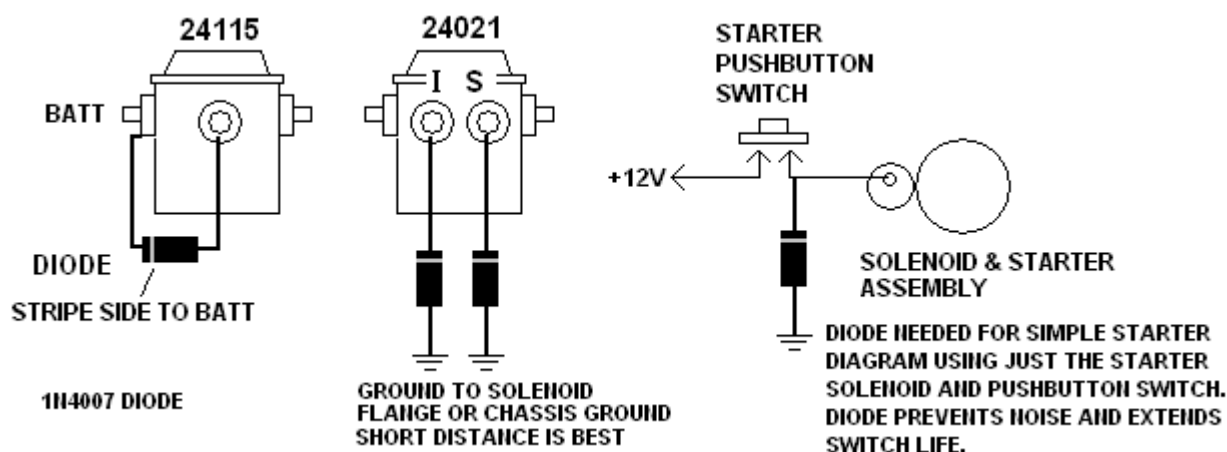 24115
BATT
DIODE
STRIPE SIDE TO BATT
1N4007 DIODE
24021
I S
GROUND TO SOLENOID
FLANGE OR CHASSIS GROUND
SHORT DISTANCE IS BEST
STARTER
PUSHBUTTON
SWITCH
+12V
SOLENOID & STARTER
ASSEMBLY
DIODE NEEDED FOR SIMPLE STARTER
DIAGRAM USING JUST THE STARTER
SOLENOID AND PUSHBUTTON SWITCH.
DIODE PREVENTS NOISE AND EXTENDS
SWITCH LIFE.